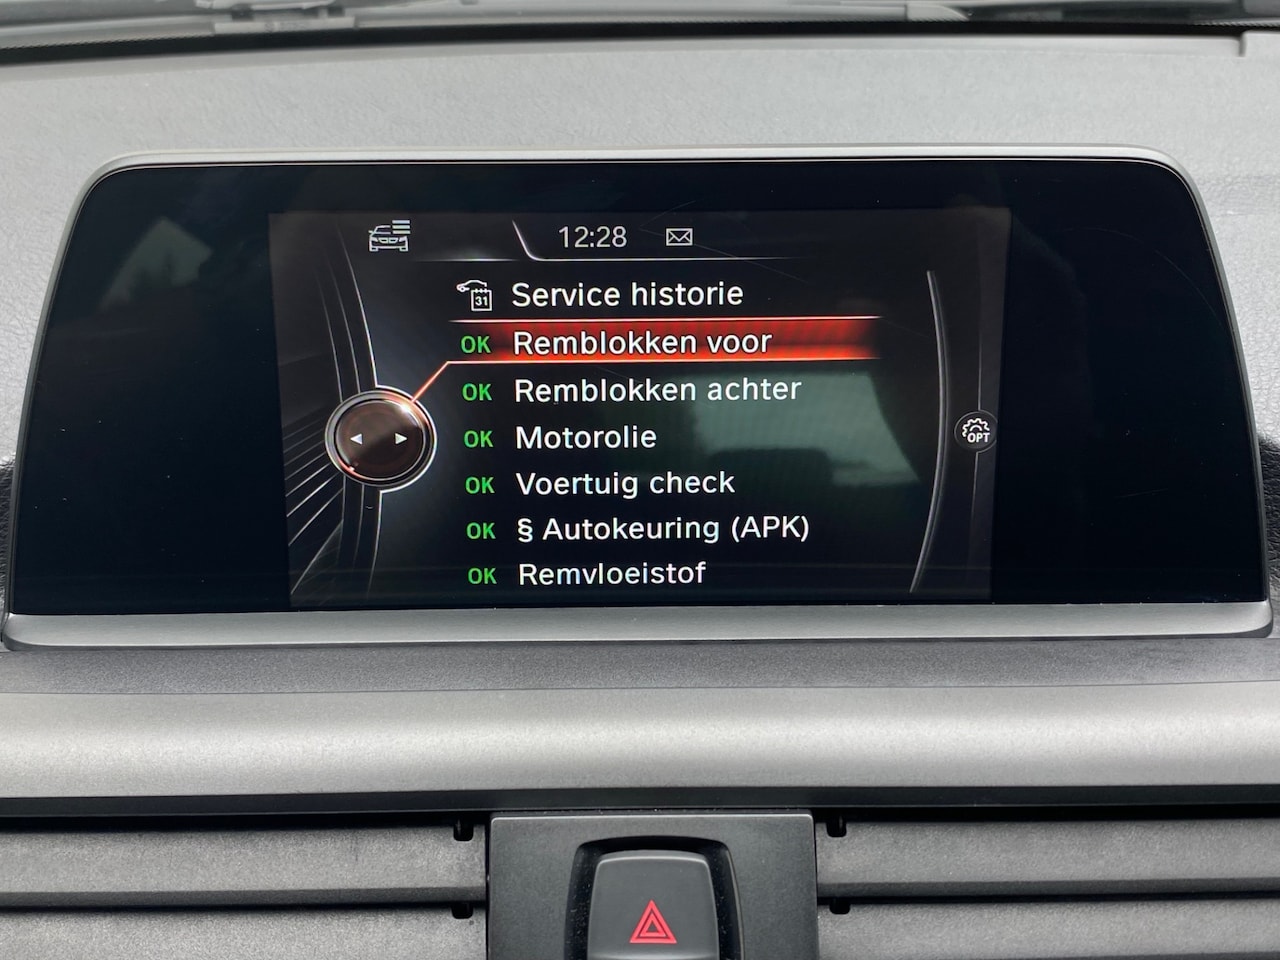 12:28
31 Service historie
OK Remblokken voor
OK Remblokken achter
OK Motorolie
OK Voertuig check
OK § Autokeuring (APK)
OK Remvloeistof
OPT